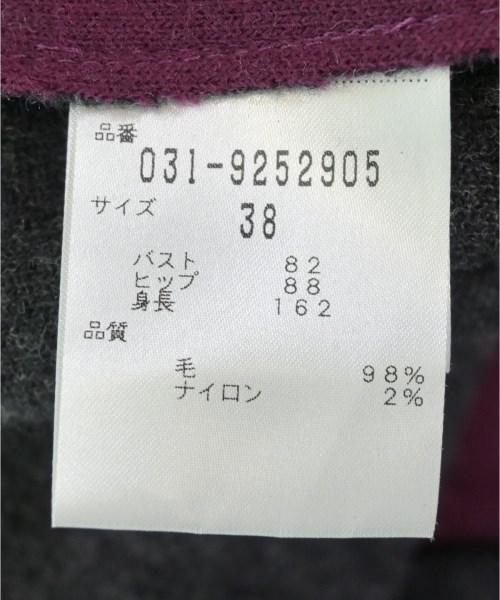 品番
031-9252905
サイズ
38
バスト 82
ヒップ 88
身長 162
品質
毛 98%
ナイロン 2%